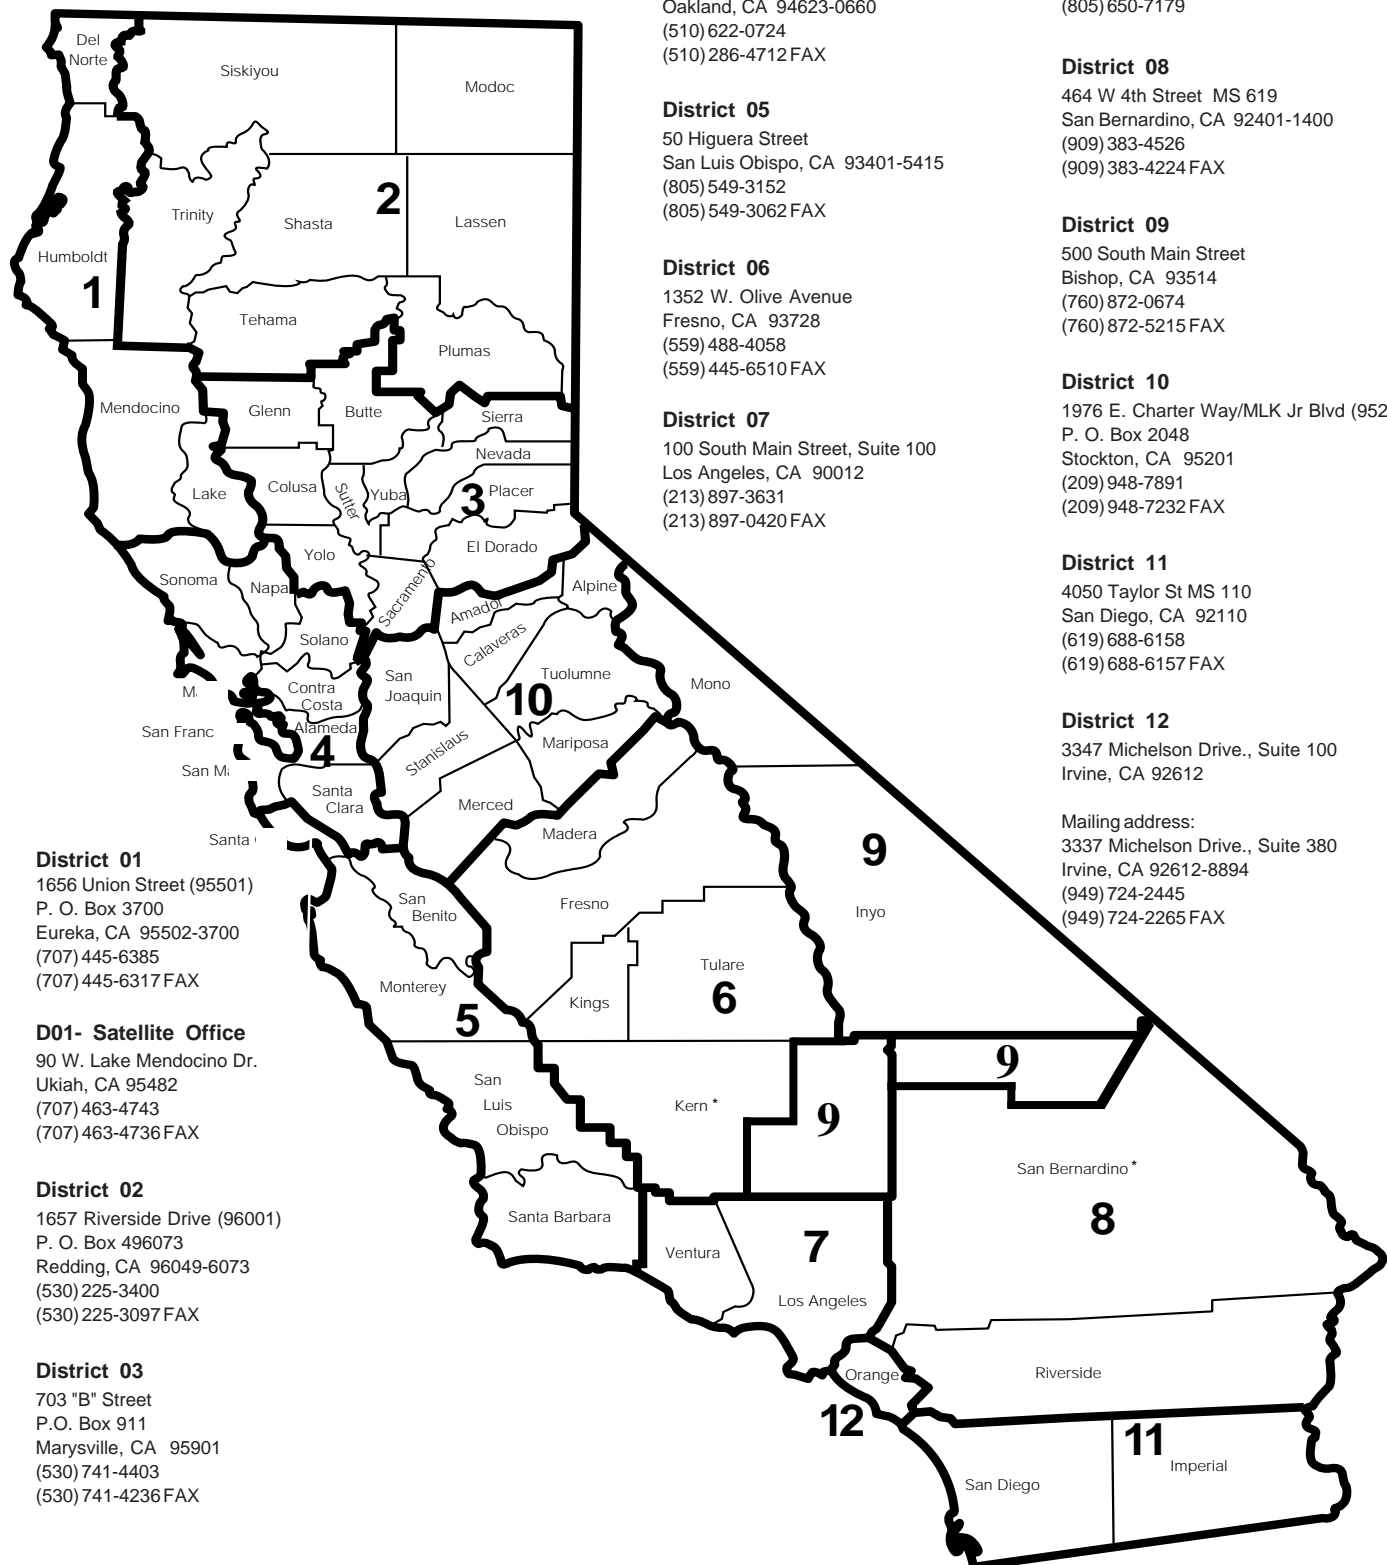 Oakland, CA 94623-0660
(510) 622-0724
(510) 286-4712 FAX
District 05
50 Higuera Street
San Luis Obispo, CA 93401-5415
(805) 549-3152
(805) 549-3062 FAX
District 06
1352 W. Olive Avenue
Fresno, CA 93728
(559) 488-4058
(559) 445-6510 FAX
District 07
100 South Main Street, Suite 100
Los Angeles, CA 90012
(213) 897-3631
(213) 897-0420 FAX
(805) 650-7179
District 08
464 W 4th Street MS 619
San Bernardino, CA 92401-1400
(909) 383-4526
(909) 383-4224 FAX
District 09
500 South Main Street
Bishop, CA 93514
(760) 872-0674
(760) 872-5215 FAX
District 10
1976 E. Charter Way/MLK Jr Blvd (952
P. O. Box 2048
Stockton, CA 95201
(209) 948-7891
(209) 948-7232 FAX
District 11
4050 Taylor St MS 110
San Diego, CA 92110
(619) 688-6158
(619) 688-6157 FAX
District 12
3347 Michelson Drive., Suite 100
Irvine, CA 92612
Mailing address:
3337 Michelson Drive., Suite 380
Irvine, CA 92612-8894
(949) 724-2445
(949) 724-2265 FAX
Del
Norte
Siskiyou
Modoc
Trinity
Shasta
2
Lassen
Humboldt
1
Tehama
Plumas
Mendocino
Glenn
Butte
Sierra
Nevada
Lake
Colusa
Sutter
Yuba
3
Placer
Yolo
El Dorado
Sonoma
Napa
Sacramento
Alpine
Amador
Solano
Calaveras
San
Joaquin
Tuolumne
Mono
M
Contra
Costa
10
San Franc
Alameda
4
Stanislaus
Mariposa
San Ma
Santa
Clara
Merced
Santa
Madera
9
San
Benito
Fresno
Inyo
Tulare
Monterey
Kings
6
5
9
San
Luis
Obispo
Kern *
9
San Bernardino *
Santa Barbara
8
Ventura
7
Los Angeles
Orange
Riverside
12
11
San Diego
Imperial
District 01
1656 Union Street (95501)
P. O. Box 3700
Eureka, CA 95502-3700
(707) 445-6385
(707) 445-6317 FAX
D01- Satellite Office
90 W. Lake Mendocino Dr.
Ukiah, CA 95482
(707) 463-4743
(707) 463-4736 FAX
District 02
1657 Riverside Drive (96001)
P. O. Box 496073
Redding, CA 96049-6073
(530) 225-3400
(530) 225-3097 FAX
District 03
703 "B" Street
P.O. Box 911
Marysville, CA 95901
(530) 741-4403
(530) 741-4236 FAX